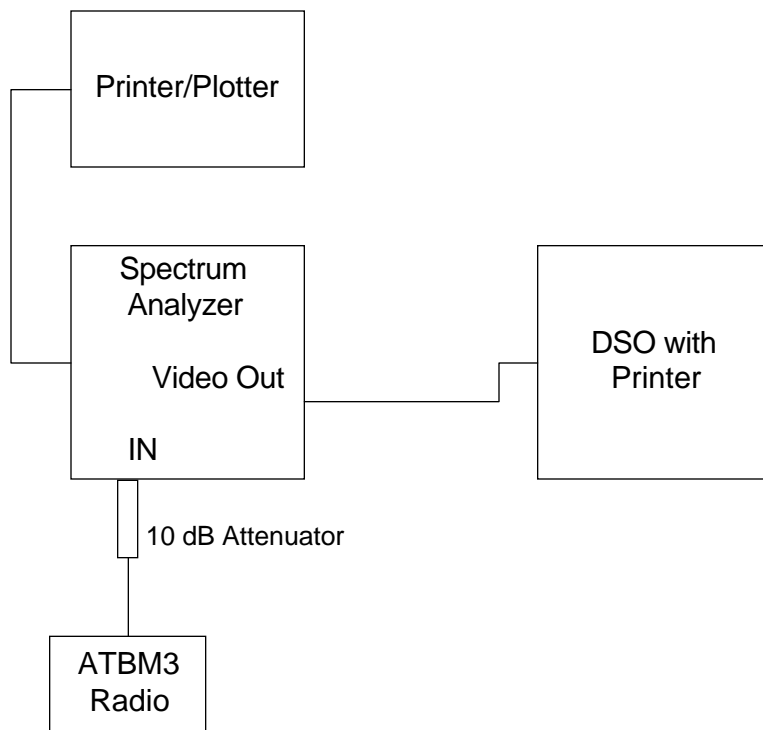 Printer/Plotter
Spectrum
Analyzer
Video Out
IN
DSO with
Printer
10 dB Attenuator
ATBM3
Radio